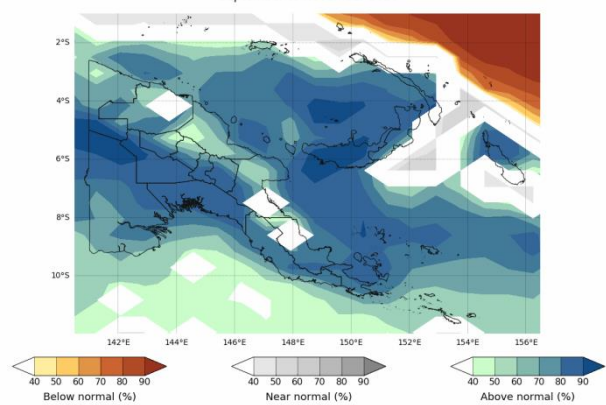 2°S
4°S
6°S
8°S
10°S
142°E 144°E 146°E 148°E 150°E 152°E 154°E 156°E
40 50 60 70 80 90
Below normal (%)
40 50 60 70 80 90
Near normal (%)
40 50 60 70 80 90
Above normal (%)